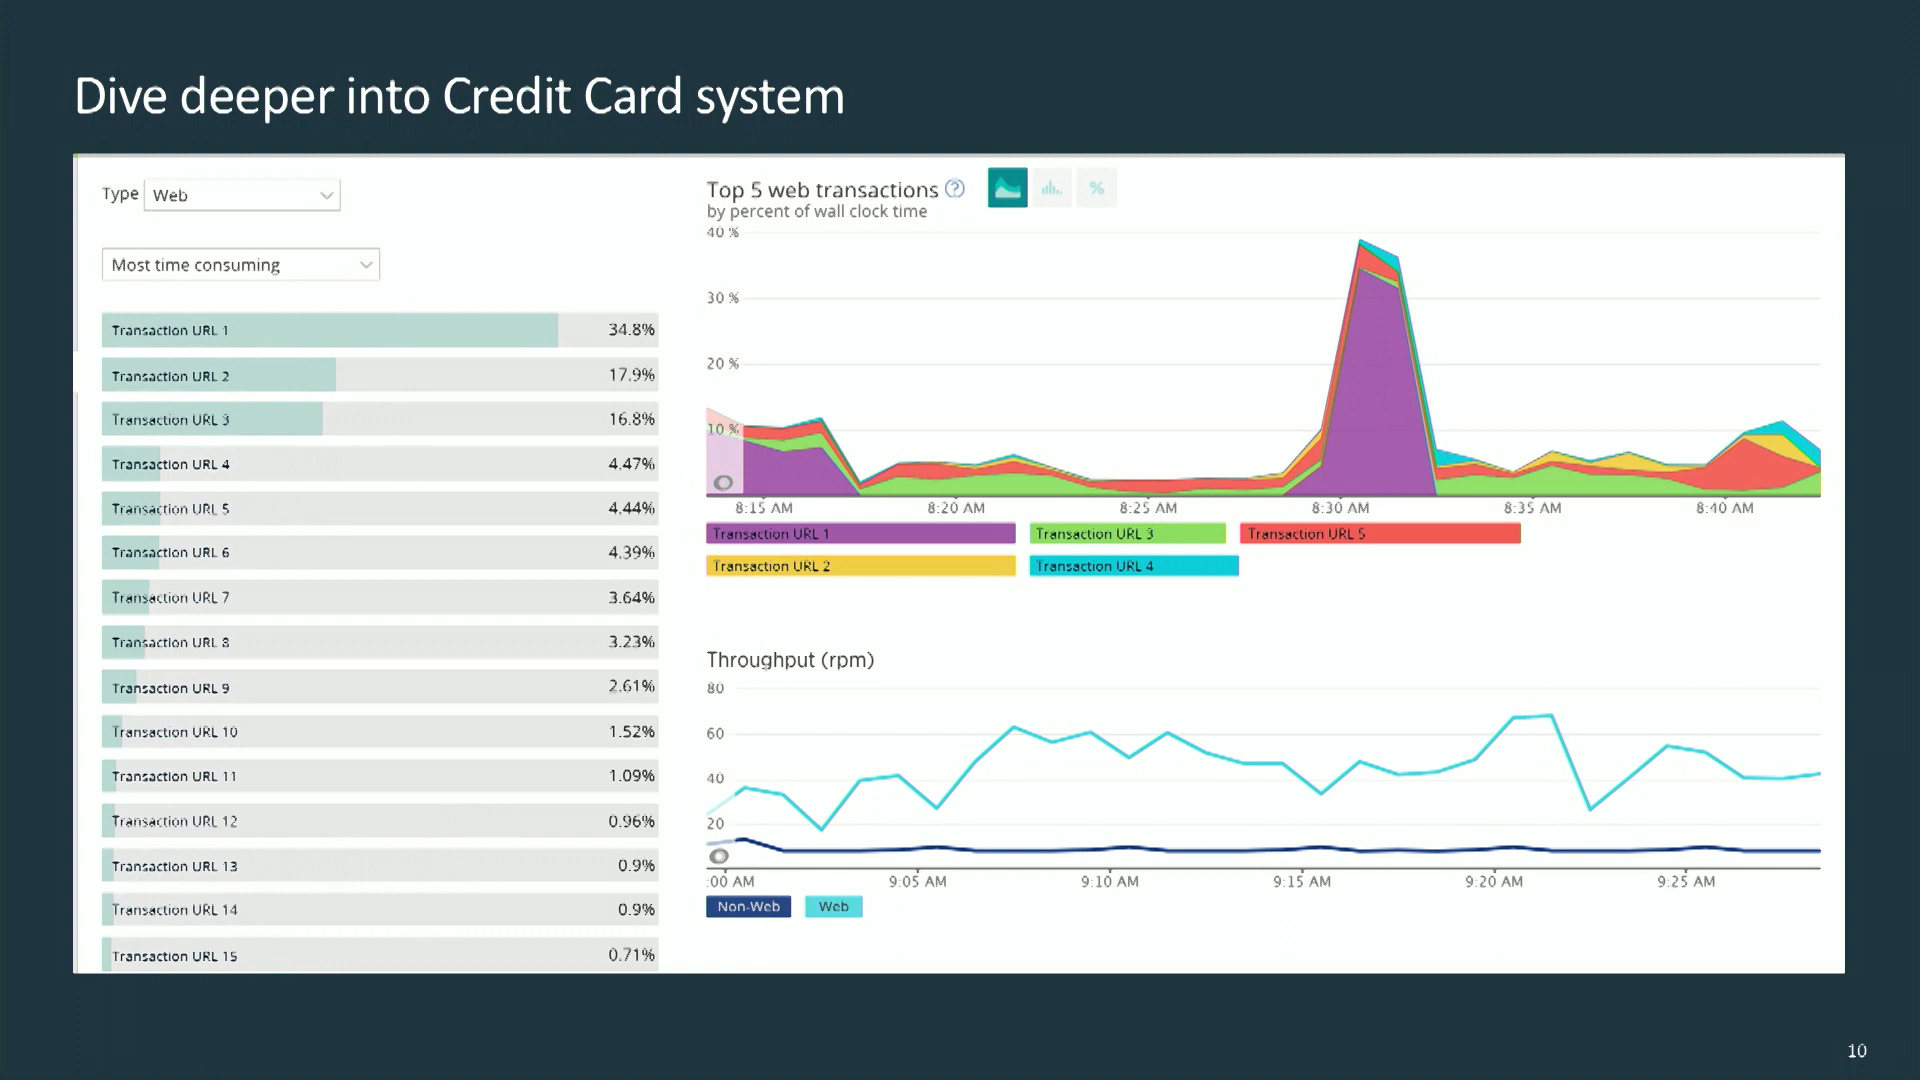 Dive deeper into Credit Card system
Type Web
Most time consuming
Transaction URL 1 34.8%
Transaction URL 2 17.9%
Transaction URL 3 16.8%
Transaction URL 4 4.47%
Transaction URL 5 4.44%
Transaction URL 6 4.39%
Transaction URL 7 3.64%
Transaction URL 8 3.23%
Transaction URL 9 2.61%
Transaction URL 10 1.52%
Transaction URL 11 1.09%
Transaction URL 12 0.96%
Transaction URL 13 0.9%
Transaction URL 14 0.9%
Transaction URL 15 0.71%
Top 5 web transactions ? %
by percent of wall clock time
40 %
30 %
20 %
10 %
8:15 AM 8:20 AM 8:25 AM 8:30 AM 8:35 AM 8:40 AM
Transaction URL 1 Transaction URL 3 Transaction URL 5
Transaction URL 2 Transaction URL 4
Throughput (rpm)
80
60
40
20
:00 AM 9:05 AM 9:10 AM 9:15 AM 9:20 AM 9:25 AM
Non-Web Web
10